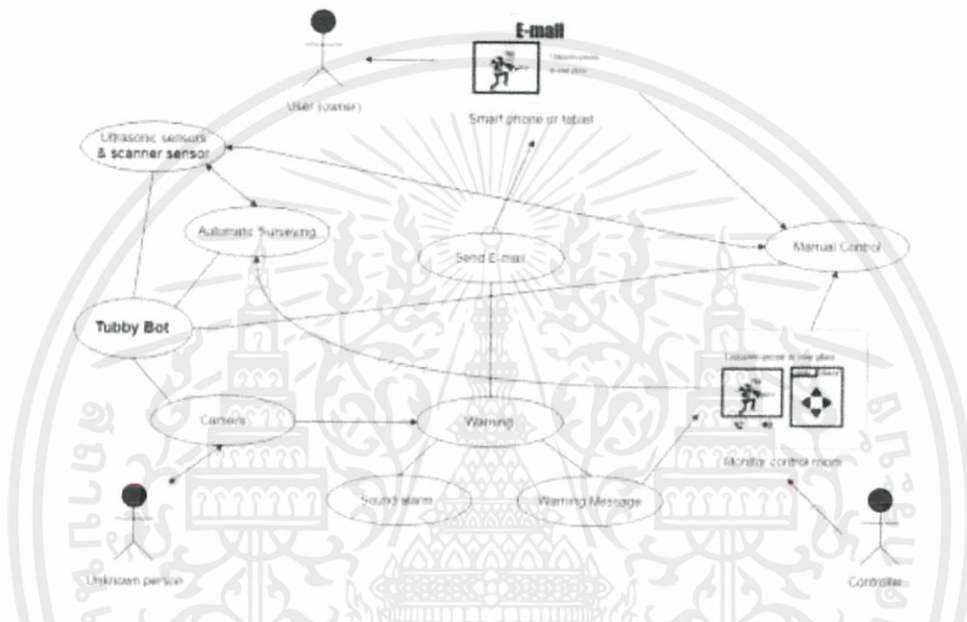 E-mail
User (owner)
Smart phone or tablet
Ultrasonic sensors
& scanner sensor
Automatic Surveying
Send E-mail
Manual Control
Tubby Bot
Camera
Warning
Monitor control room
Sound alarm
Warning Message
Unknown person
Controller